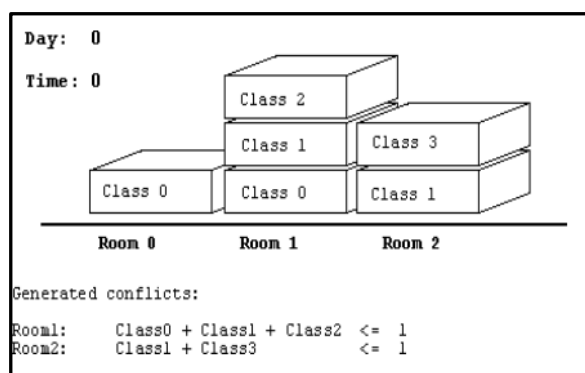 Day: 0
Time: 0
Class 2
Class 1
Class 3
Class 0
Class 0
Class 1
Room 0
Room 1
Room 2
Generated conflicts:
Room1: Class0 + Class1 + Class2 <= 1
Room2: Class1 + Class3 <= 1